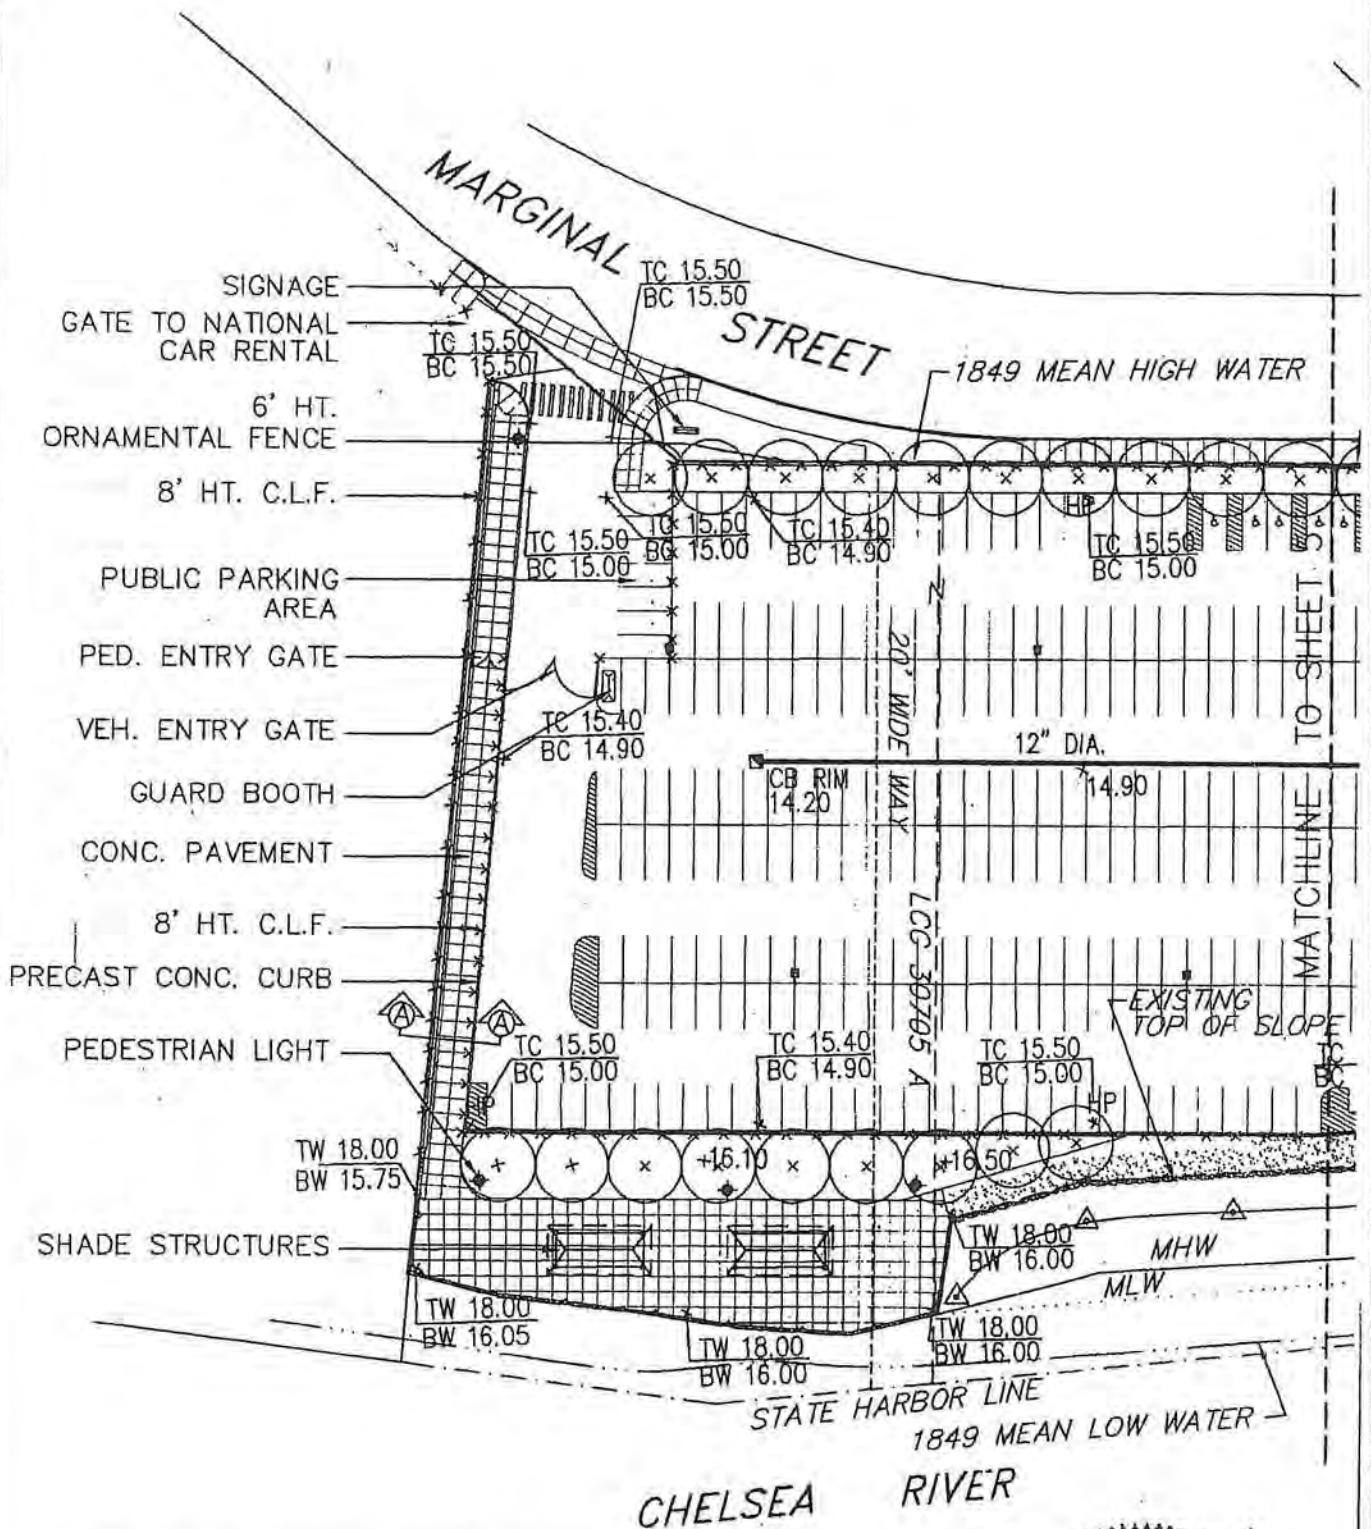 MARGINAL
STREET
SIGNAGE
GATE TO NATIONAL
CAR RENTAL
6' HT.
ORNAMENTAL FENCE
8' HT. C.L.F.
PUBLIC PARKING
AREA
PED. ENTRY GATE
VEH. ENTRY GATE
GUARD BOOTH
CONC. PAVEMENT
8' HT. C.L.F.
PRECAST CONC. CURB
PEDESTRIAN LIGHT
SHADE STRUCTURES
TC 15.50
BC 15.50
TC 15.50
BC 15.50
1849 MEAN HIGH WATER
TC 15.50
BC 15.00
TC 15.50
BC 15.00
TC 15.40
BC 14.90
HP
TC 15.50
BC 15.00
TC 15.40
BC 14.90
20' WIDE WAY
LCC 30705 A
12" DIA.
CB RIM
14.20
14.90
MATCHLINE TO SHEET 5
EXISTING
TOP OF SLOPE
A
A
TC 15.50
BC 15.00
TC 15.40
BC 14.90
TC 15.50
BC 15.00
HP
HP
TC
BC
TW 18.00
BW 15.75
16.10
16.50
TW 18.00
BW 16.00
MHW
MLW
TW 18.00
BW 16.05
TW 18.00
BW 16.00
TW 18.00
BW 16.00
STATE HARBOR LINE
1849 MEAN LOW WATER
CHELSEA RIVER